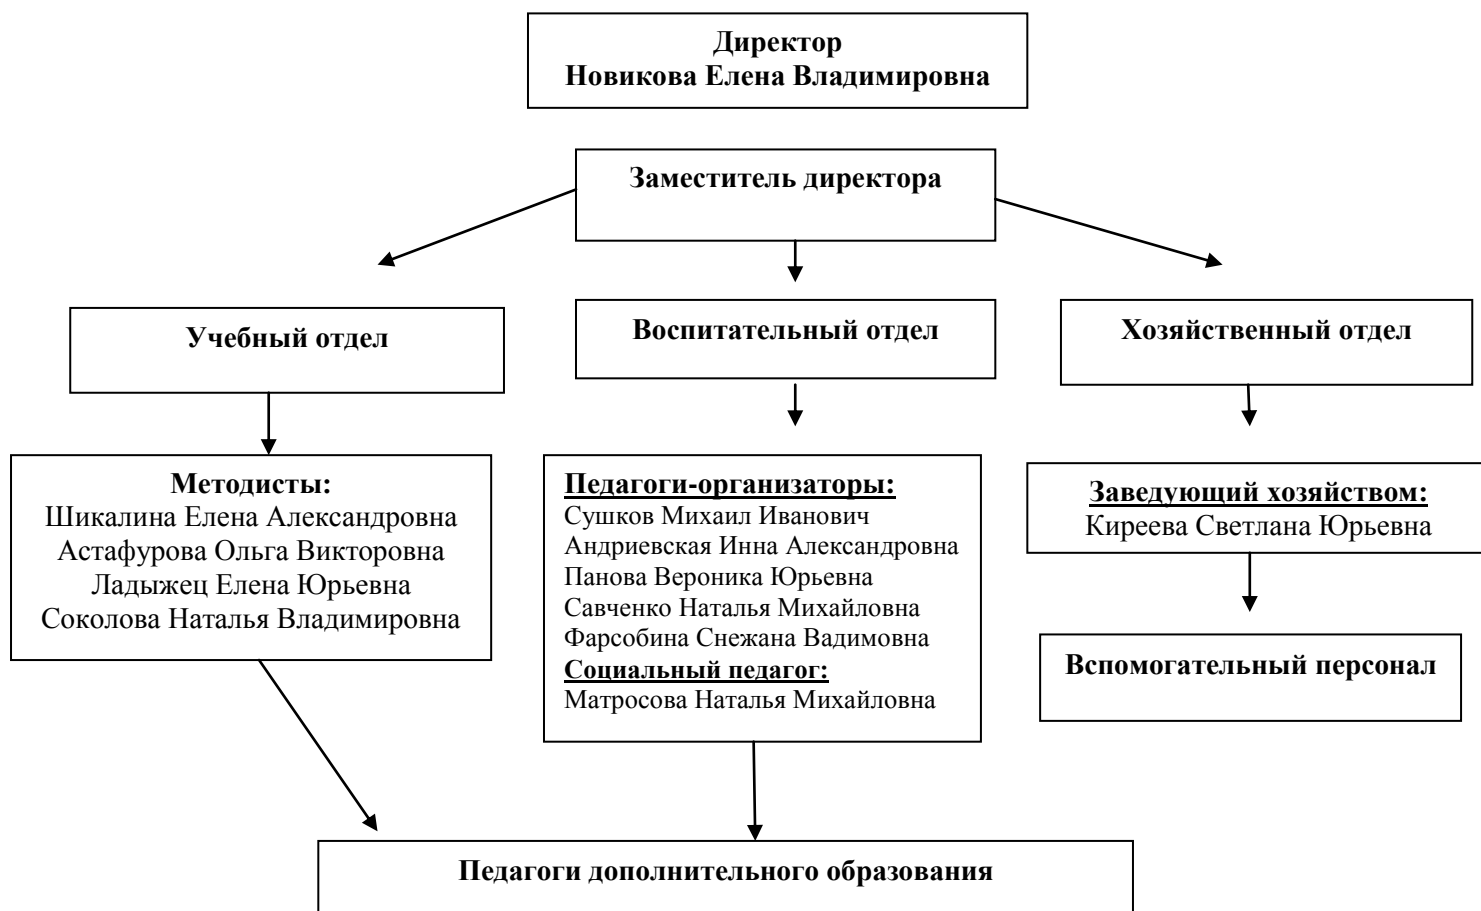 Директор
Новикова Елена Владимировна
Заместитель директора
Учебный отдел
Воспитательный отдел
Хозяйственный отдел
Методисты:
Шикалина Елена Александровна
Астафурова Ольга Викторовна
Ладыжец Елена Юрьевна
Соколова Наталья Владимировна
Педагоги-организаторы:
Сушков Михаил Иванович
Андриевская Инна Александровна
Панова Вероника Юрьевна
Савченко Наталья Михайловна
Фарсобина Снежана Вадимовна
Социальный педагог:
Матросова Наталья Михайловна
Заведующий хозяйством:
Киреева Светлана Юрьевна
Вспомогательный персонал
Педагоги дополнительного образования